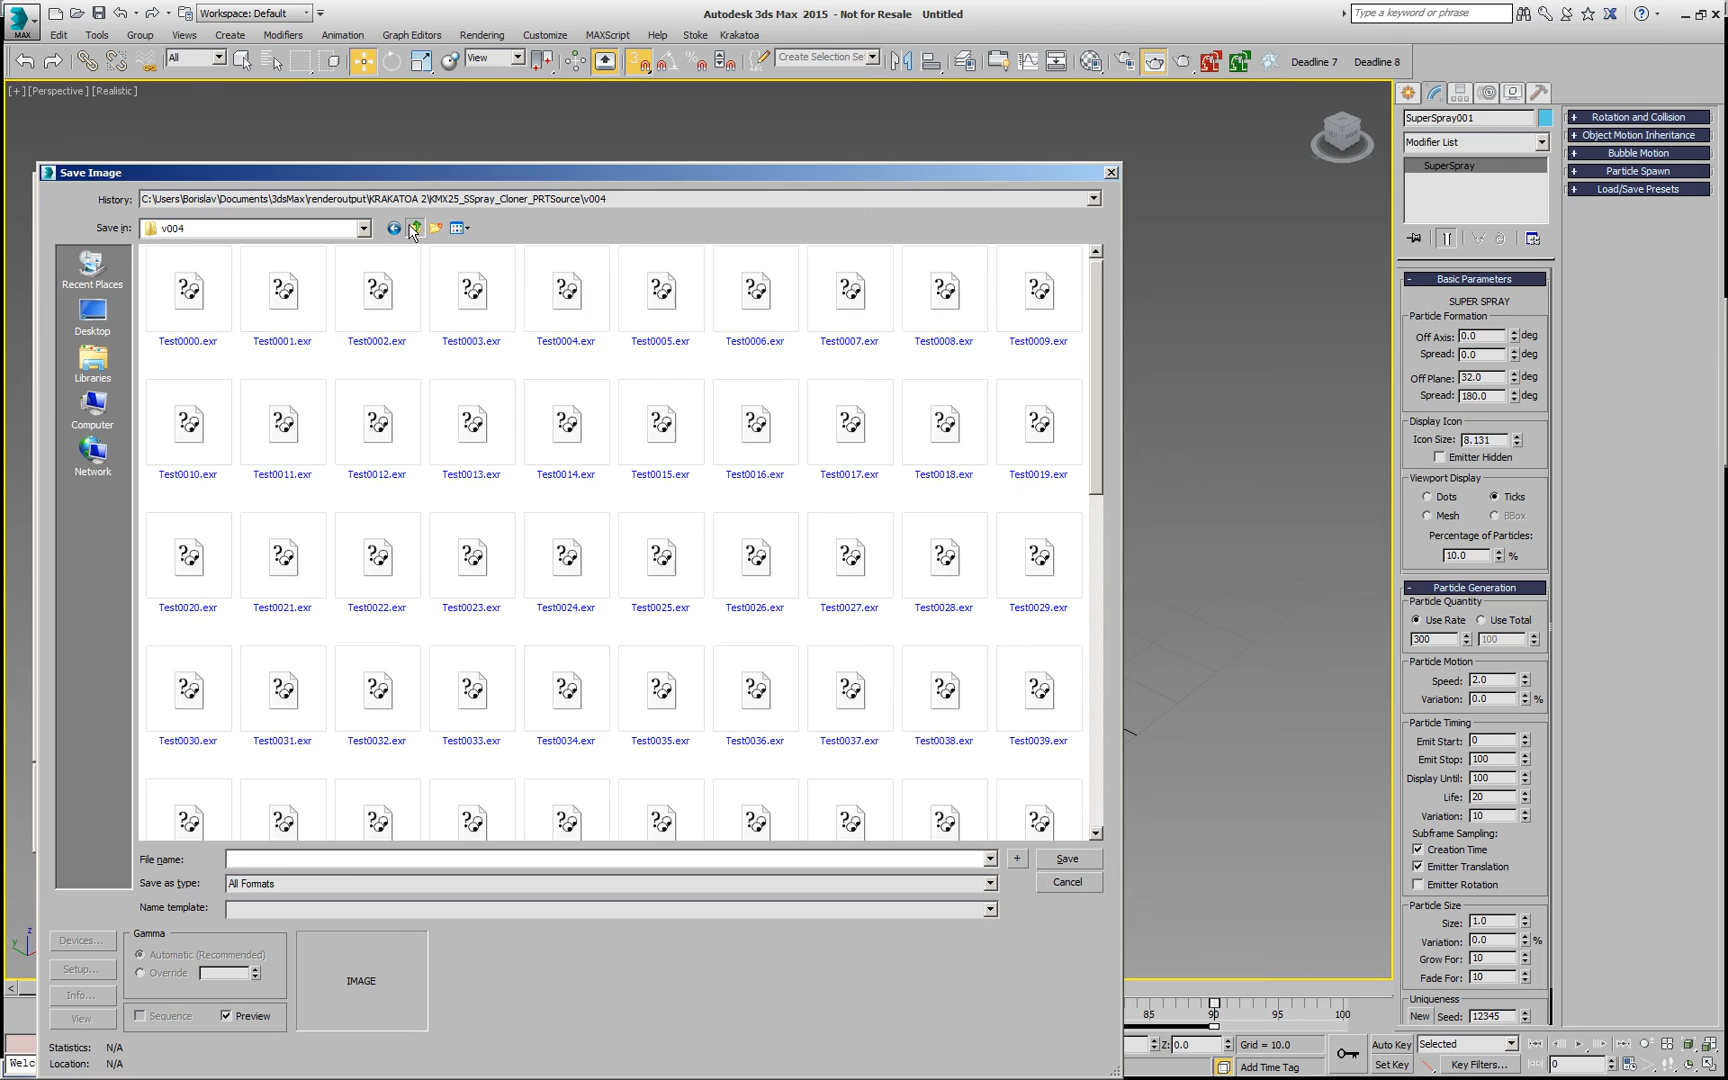 MAX
Workspace: Default
Autodesk 3ds Max 2015 - Not for Resale Untitled
Type a keyword or phrase
Edit Tools Group Views Create Modifiers Animation Graph Editors Rendering Customize MAXScript Help Stoke Krakatoa
All
View
Create Selection Se
Deadline 7 Deadline 8
[+] [Perspective] [Realistic]
Save Image
History: C:\Users\Borislav\Documents\3dsMax\renderoutput\KRAKATOA 2\KMX25_SSpray_Cloner_PRTSource\v004
Save in: v004
Recent Places
Desktop
Libraries
Computer
Network
Test0000.exr Test0001.exr Test0002.exr Test0003.exr Test0004.exr Test0005.exr Test0006.exr Test0007.exr Test0008.exr Test0009.exr
Test0010.exr Test0011.exr Test0012.exr Test0013.exr Test0014.exr Test0015.exr Test0016.exr Test0017.exr Test0018.exr Test0019.exr
Test0020.exr Test0021.exr Test0022.exr Test0023.exr Test0024.exr Test0025.exr Test0026.exr Test0027.exr Test0028.exr Test0029.exr
Test0030.exr Test0031.exr Test0032.exr Test0033.exr Test0034.exr Test0035.exr Test0036.exr Test0037.exr Test0038.exr Test0039.exr
File name:
+
Save
Save as type: All Formats
Cancel
Name template:
Devices...
Setup...
Info...
View
Gamma
Automatic (Recommended)
Override
Sequence
Preview
IMAGE
Statistics: N/A
Location: N/A
Welc
SuperSpray001
Modifier List
SuperSpray
- Basic Parameters
SUPER SPRAY
Particle Formation
Off Axis: 0.0 deg
Spread: 0.0 deg
Off Plane: 32.0 deg
Spread: 180.0 deg
Display Icon
Icon Size: 8.131
Emitter Hidden
Viewport Display
Dots Ticks
Mesh BBox
Percentage of Particles:
10.0 %
- Particle Generation
Particle Quantity
Use Rate Use Total
300 100
Particle Motion
Speed: 2.0
Variation: 0.0 %
Particle Timing
Emit Start: 0
Emit Stop: 100
Display Until: 100
Life: 20
Variation: 10
Subframe Sampling:
Creation Time
Emitter Translation
Emitter Rotation
Particle Size
Size: 1.0
Variation: 0.0 %
Grow For: 10
Fade For: 10
Uniqueness
New Seed: 12345
+ Rotation and Collision
+ Object Motion Inheritance
+ Bubble Motion
+ Particle Spawn
+ Load/Save Presets
85 90 95 100
Z: 0.0 Grid = 10.0
Add Time Tag
Auto Key Selected
Set Key Key Filters...
0